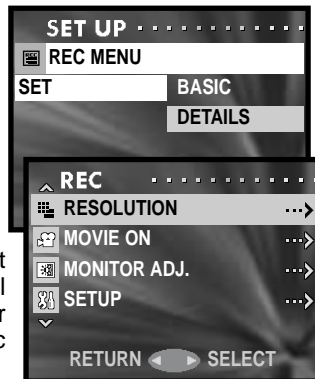 SET UP
REC MENU
SET BASIC
DETAILS
REC
RESOLUTION
MOVIE ON
MONITOR ADJ.
SETUP
RETURN SELECT
t
l
r
c